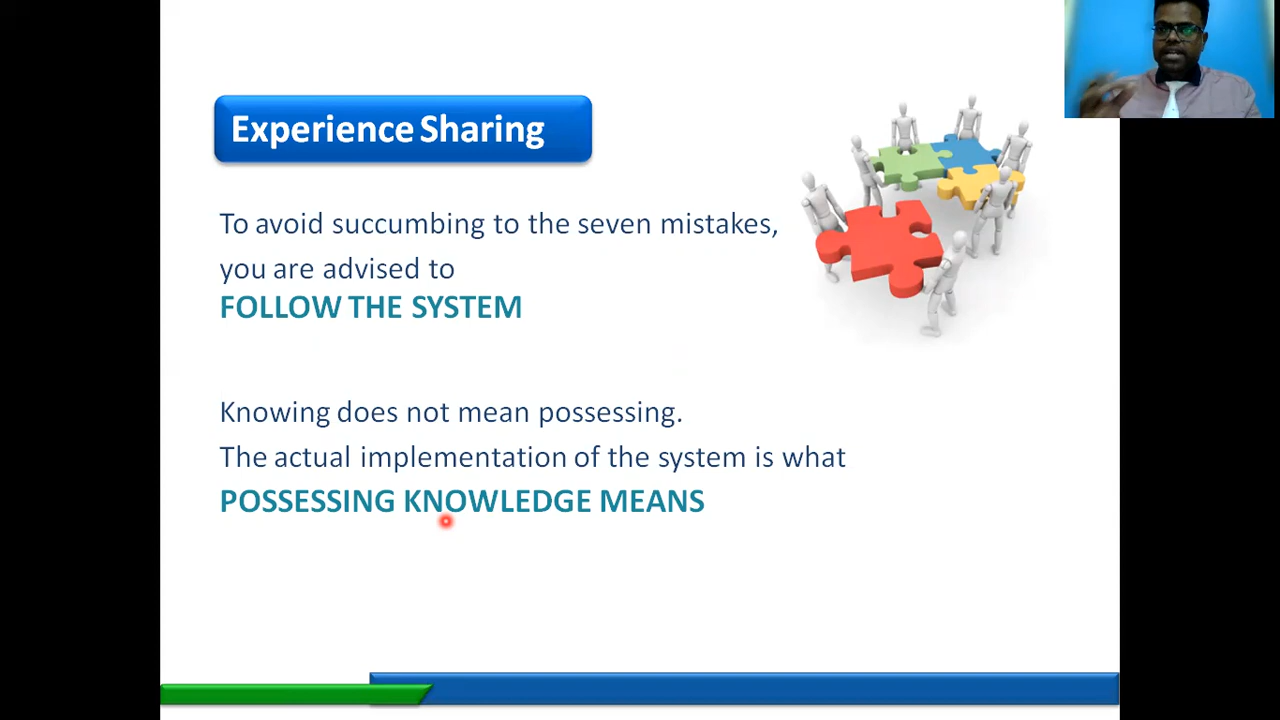 Experience Sharing
To avoid succumbing to the seven mistakes,
you are advised to
FOLLOW THE SYSTEM
Knowing does not mean possessing.
The actual implementation of the system is what
POSSESSING KNOWLEDGE MEANS